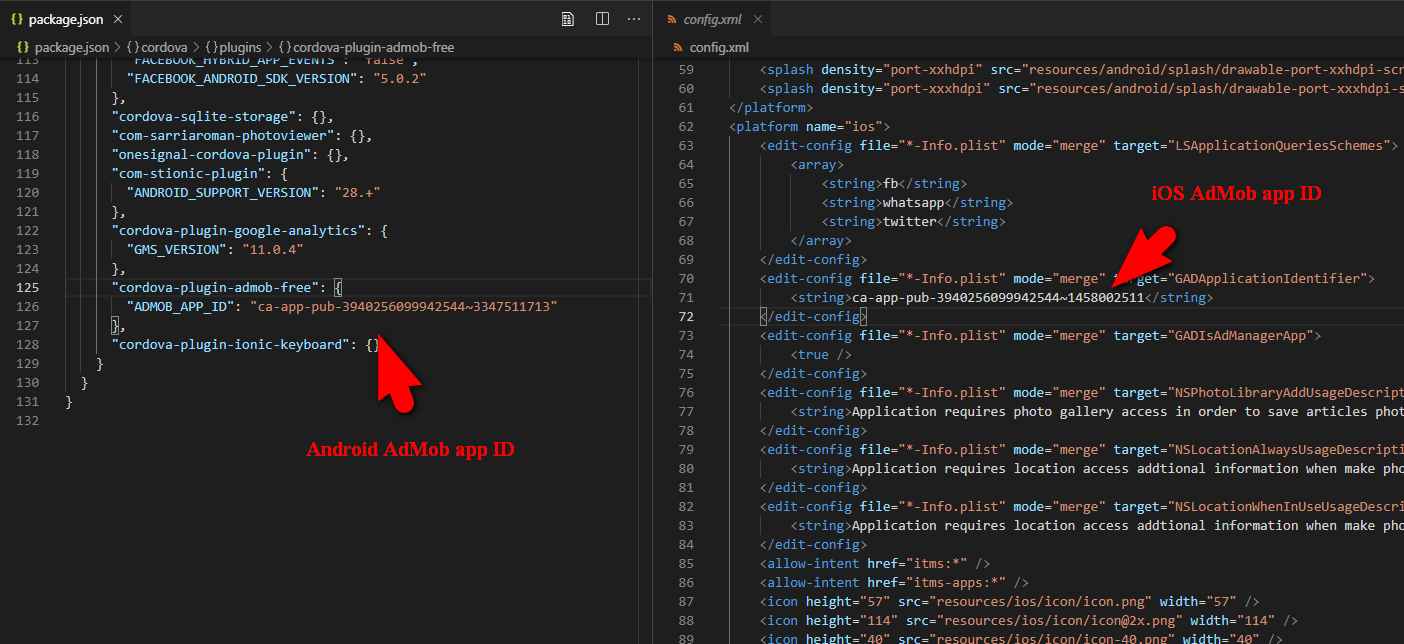 {} package.json ×
{} package.json > {} cordova > {} plugins > {} cordova-plugin-admob-free
113 "FACEBOOK_HYBRID_APP_EVENTS": "false",
114 "FACEBOOK_ANDROID_SDK_VERSION": "5.0.2"
115 },
116 "cordova-sqlite-storage": {},
117 "com-sarriaroman-photoviewer": {},
118 "onesignal-cordova-plugin": {},
119 "com-stionic-plugin": {
120 "ANDROID_SUPPORT_VERSION": "28.+"
121 },
122 "cordova-plugin-google-analytics": {
123 "GMS_VERSION": "11.0.4"
124 },
125 "cordova-plugin-admob-free": {
126 "ADMOB_APP_ID": "ca-app-pub-3940256099942544~3347511713"
127 },
128 "cordova-plugin-ionic-keyboard": {}
129 }
130 }
131 }
132
Android AdMob app ID
config.xml ×
config.xml
59 <splash density="port-xxhdpi" src="resources/android/splash/drawable-port-xxhdpi-scr
60 <splash density="port-xxxhdpi" src="resources/android/splash/drawable-port-xxxhdpi-s
61 </platform>
62 <platform name="ios">
63 <edit-config file="*-Info.plist" mode="merge" target="LSApplicationQueriesSchemes">
64 <array>
65 <string>fb</string>
66 <string>whatsapp</string>
67 <string>twitter</string>
68 </array>
69 </edit-config>
70 <edit-config file="*-Info.plist" mode="merge" target="GADApplicationIdentifier">
71 <string>ca-app-pub-3940256099942544~1458002511</string>
72 </edit-config>
73 <edit-config file="*-Info.plist" mode="merge" target="GADIsAdManagerApp">
74 <true />
75 </edit-config>
76 <edit-config file="*-Info.plist" mode="merge" target="NSPhotoLibraryAddUsageDescript
77 <string>Application requires photo gallery access in order to save articles phot
78 </edit-config>
79 <edit-config file="*-Info.plist" mode="merge" target="NSLocationAlwaysUsageDescripti
80 <string>Application requires location access addtional information when make pho
81 </edit-config>
82 <edit-config file="*-Info.plist" mode="merge" target="NSLocationWhenInUseUsageDescri
83 <string>Application requires location access addtional information when make pho
84 </edit-config>
85 <allow-intent href="itms:*" />
86 <allow-intent href="itms-apps:*" />
87 <icon height="57" src="resources/ios/icon/icon.png" width="57" />
88 <icon height="114" src="resources/ios/icon/icon@2x.png" width="114" />
89 <icon height="40" src="resources/ios/icon/icon-40.png" width="40" />
iOS AdMob app ID